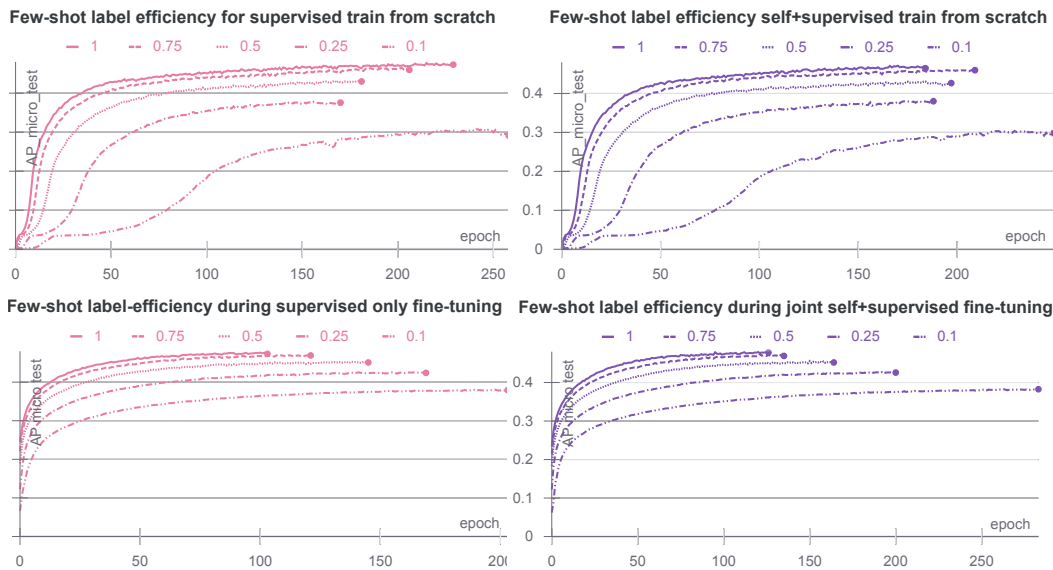 Few-shot label efficiency for supervised train from scratch
1 0.75 0.5 0.25 0.1
AP_micro_test
epoch
0 50 100 150 200 250
Few-shot label efficiency self+supervised train from scratch
1 0.75 0.5 0.25 0.1
AP_micro_test
0.4
0.3
0.2
0.1
0
epoch
0 50 100 150 200
Few-shot label-efficiency during supervised only fine-tuning
1 0.75 0.5 0.25 0.1
AP_micro_test
epoch
0 50 100 150 200
Few-shot label efficiency during joint self+supervised fine-tuning
1 0.75 0.5 0.25 0.1
AP_micro_test
0.4
0.3
0.2
0.1
0
epoch
0 50 100 150 200 250